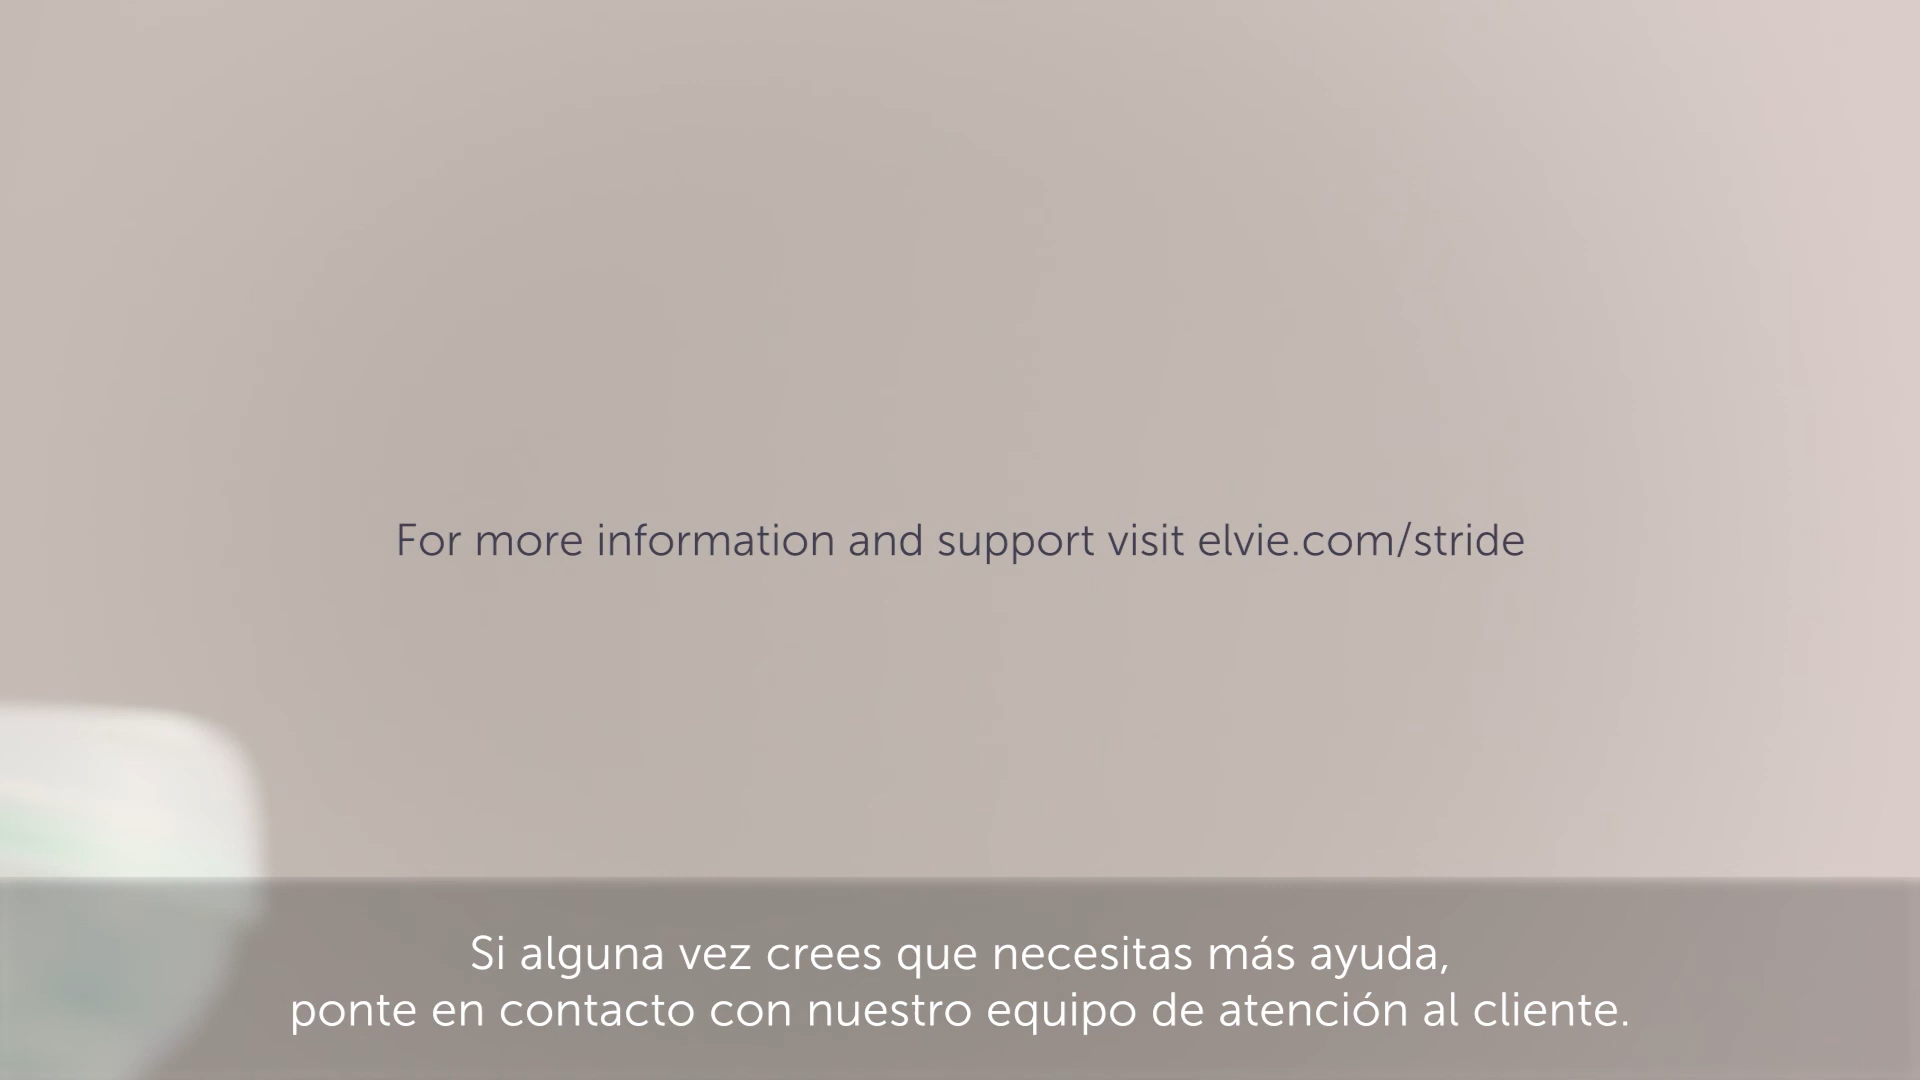 For more information and support visit elvie.com/stride
Si alguna vez crees que necesitas más ayuda,
ponte en contacto con nuestro equipo de atención al cliente.